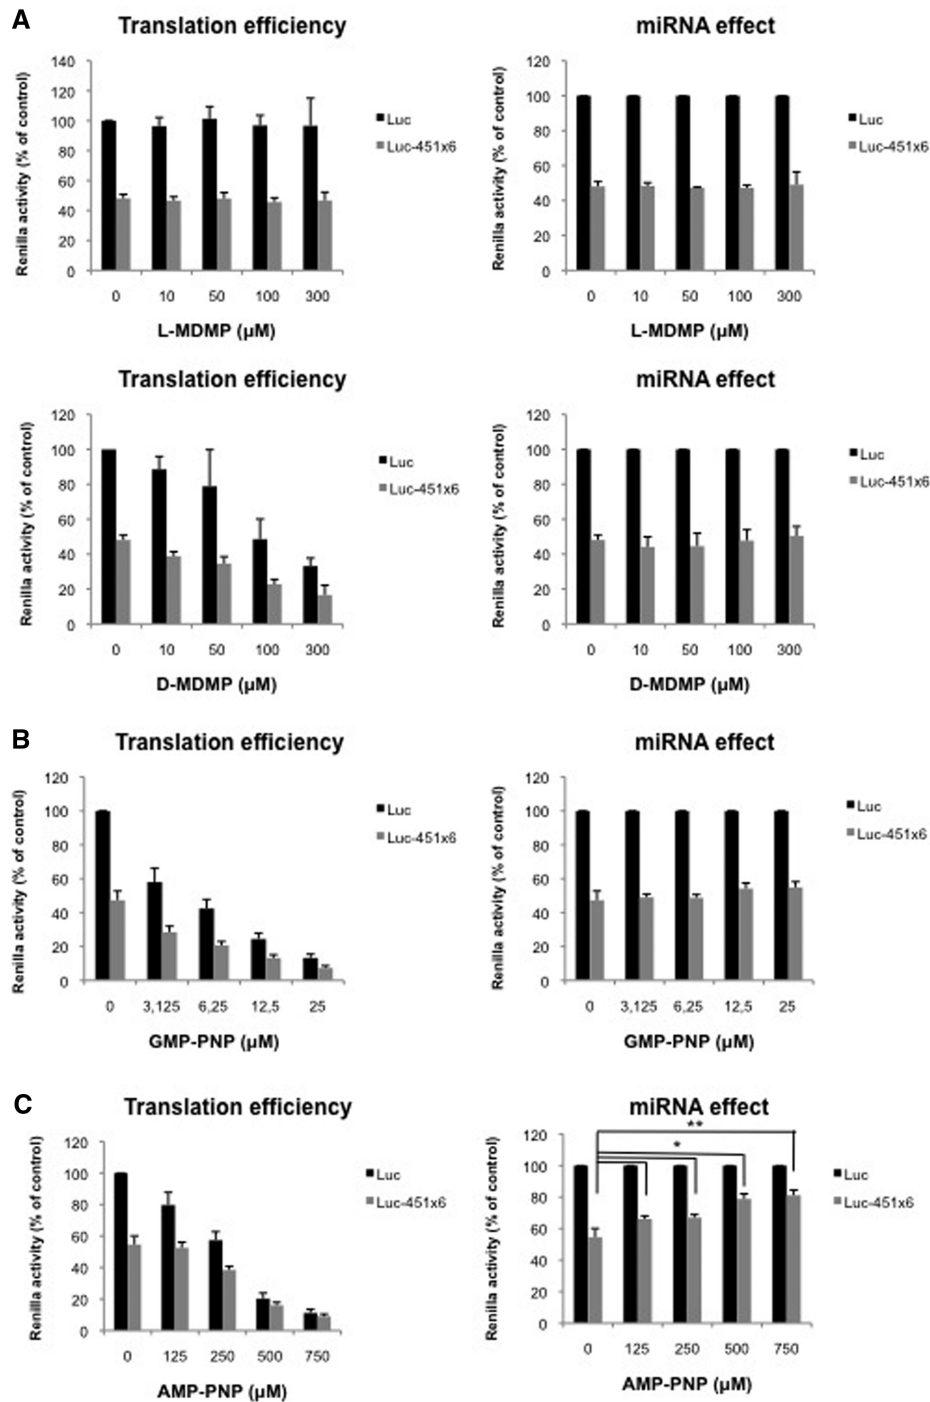 A
Translation efficiency
Renilla activity (% of control)
140
120
100
80
60
40
20
0
0 10 50 100 300
L-MDMP (µM)
Luc
Luc-451x6
miRNA effect
Renilla activity (% of control)
120
100
80
60
40
20
0
0 10 50 100 300
L-MDMP (µM)
Luc
Luc-451x6
Translation efficiency
Renilla activity (% of control)
120
100
80
60
40
20
0
0 10 50 100 300
D-MDMP (µM)
Luc
Luc-451x6
miRNA effect
Renilla activity (% of control)
120
100
80
60
40
20
0
0 10 50 100 300
D-MDMP (µM)
Luc
Luc-451x6
B
Translation efficiency
Renilla activity (% of control)
120
100
80
60
40
20
0
0 3,125 6,25 12,5 25
GMP-PNP (µM)
Luc
Luc-451x6
miRNA effect
Renilla activity (% of control)
120
100
80
60
40
20
0
0 3,125 6,25 12,5 25
GMP-PNP (µM)
Luc
Luc-451x6
C
Translation efficiency
Renilla activity (% of control)
120
100
80
60
40
20
0
0 125 250 500 750
AMP-PNP (µM)
Luc
Luc-451x6
miRNA effect
**
*
Renilla activity (% of control)
120
100
80
60
40
20
0
0 125 250 500 750
AMP-PNP (µM)
Luc
Luc-451x6